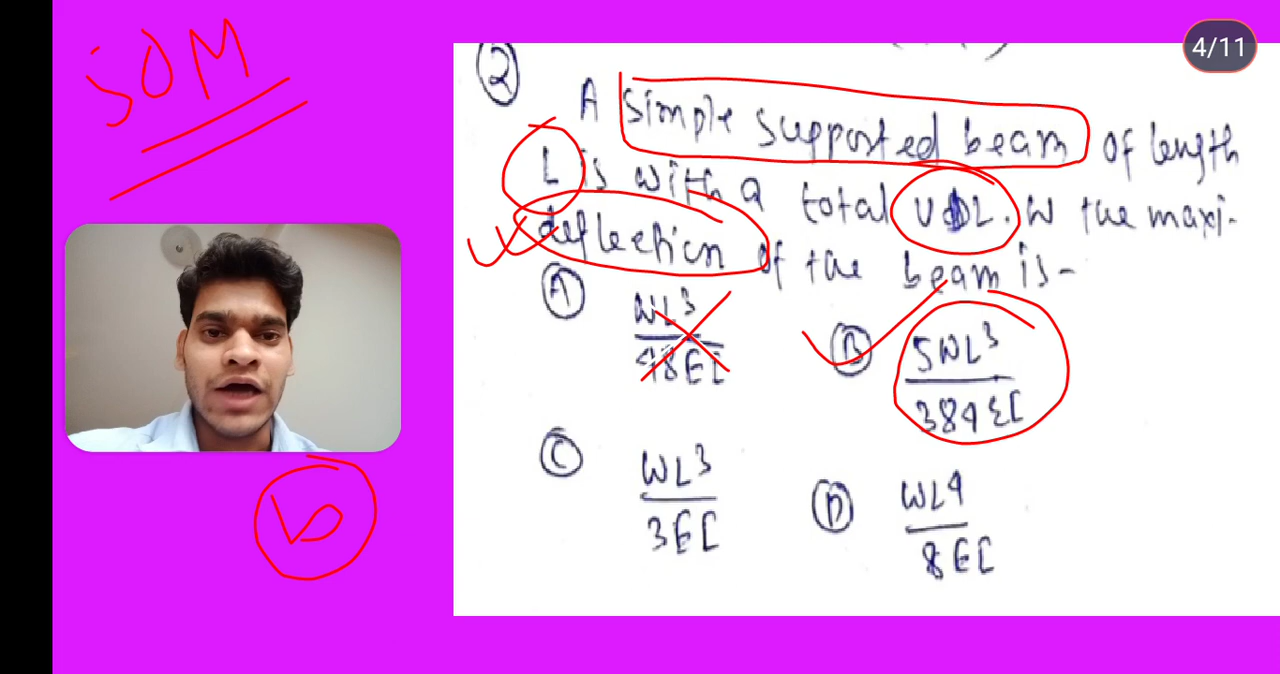 4/11
SOM
② A simple supported beam of length
L is with a total UDL. W the maxi-
deflection of the beam is-
Ⓐ WL³/48EI
Ⓑ 5WL³/384EI
Ⓒ WL³/3EI
Ⓓ WL4/8EI
b